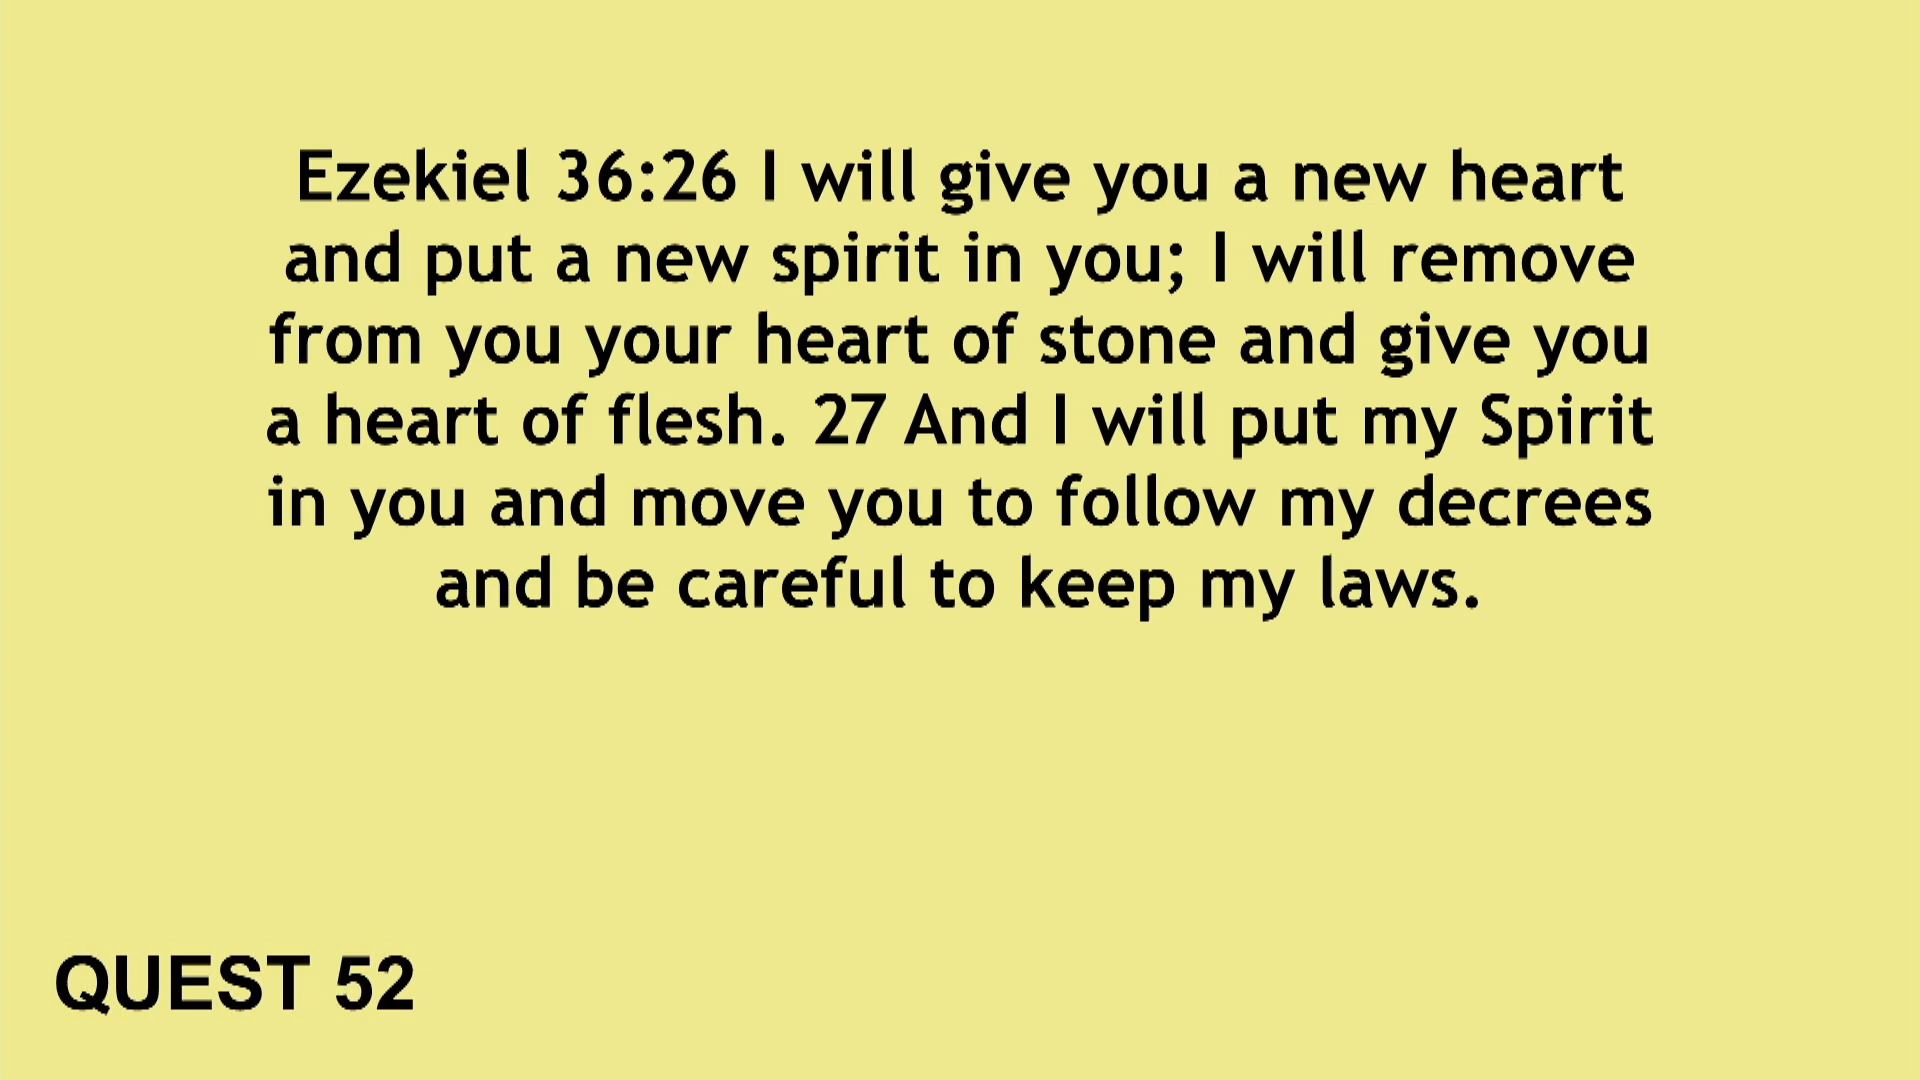 Ezekiel 36:26 I will give you a new heart
and put a new spirit in you; I will remove
from you your heart of stone and give you
a heart of flesh. 27 And I will put my Spirit
in you and move you to follow my decrees
and be careful to keep my laws.
QUEST 52